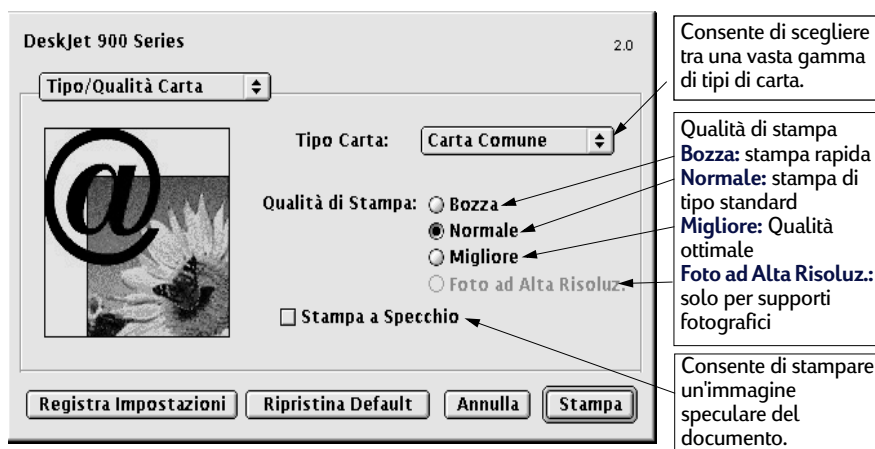 DeskJet 900 Series
2.0
Tipo/Qualità Carta
Tipo Carta:
Carta Comune
Qualità di Stampa:
Bozza
Normale
Migliore
Foto ad Alta Risoluz.
Stampa a Specchio
Registra Impostazioni
Ripristina Default
Annulla
Stampa
Consente di scegliere
tra una vasta gamma
di tipi di carta.
Qualità di stampa
Bozza: stampa rapida
Normale: stampa di
tipo standard
Migliore: Qualità
ottimale
Foto ad Alta Risoluz.:
solo per supporti
fotografici
Consente di stampare
un'immagine
speculare del
documento.
@